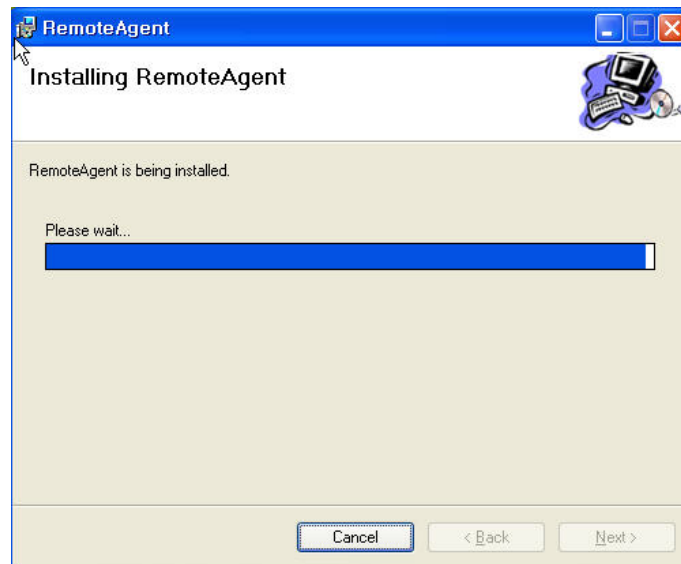 RemoteAgent
Installing RemoteAgent
RemoteAgent is being installed.
Please wait...
Cancel
< Back
Next >